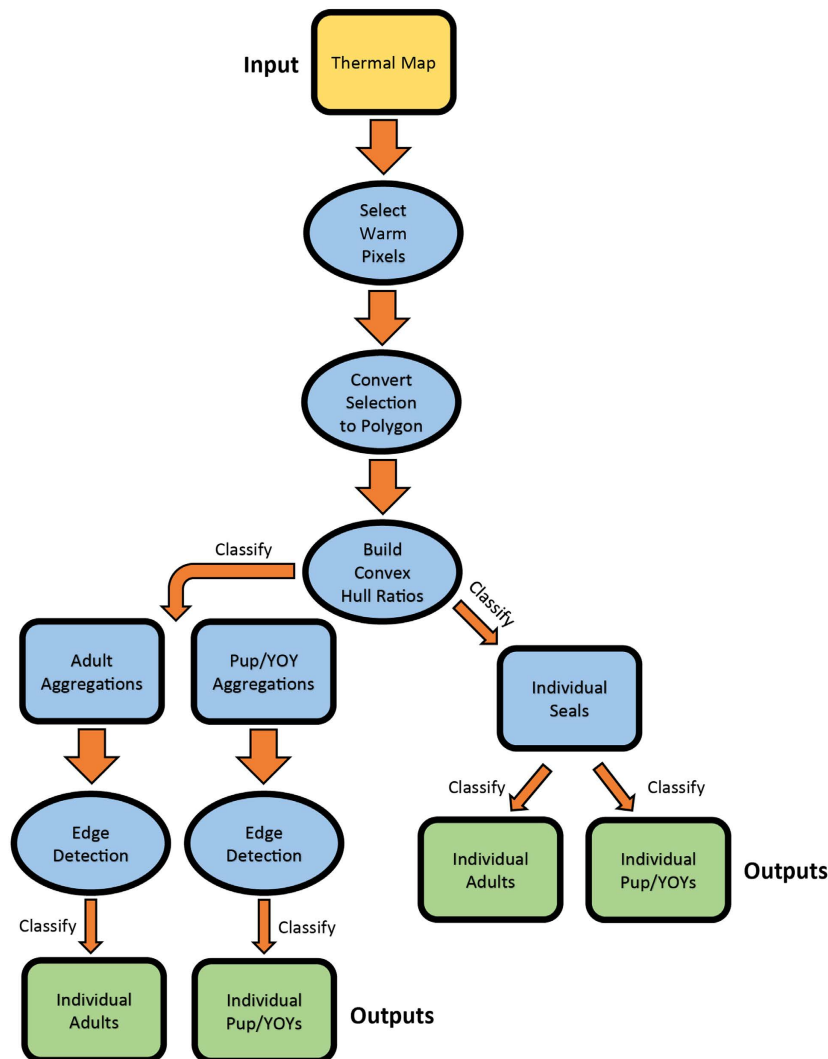 Input
Thermal Map
Select
Warm
Pixels
Convert
Selection
to Polygon
Build
Convex
Hull Ratios
Classify
Classify
Adult
Aggregations
Pup/YOY
Aggregations
Individual
Seals
Classify
Classify
Edge
Detection
Edge
Detection
Individual
Adults
Individual
Pup/YOYs
Outputs
Classify
Classify
Individual
Adults
Individual
Pup/YOYs
Outputs